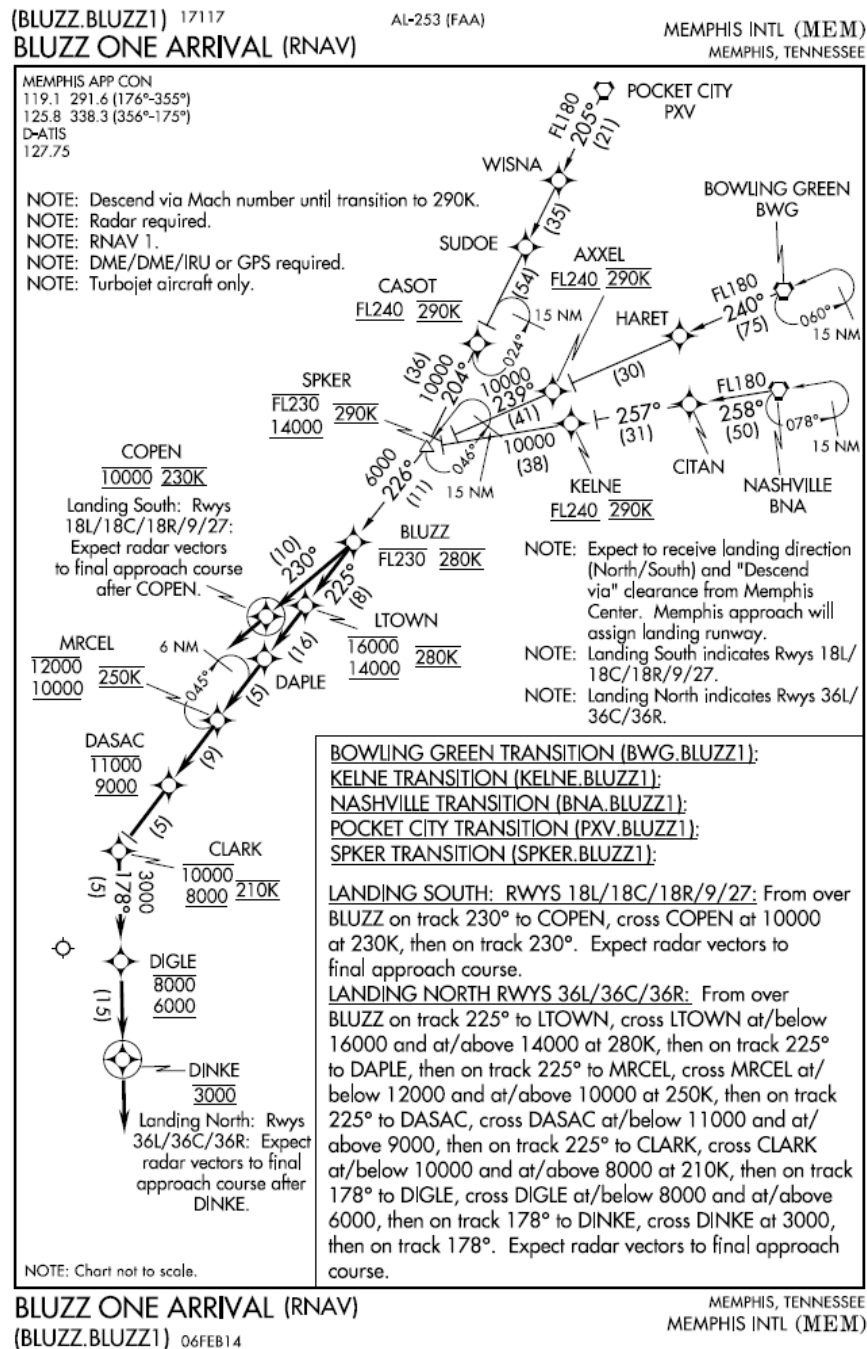 (BLUZZ.BLUZZ1) 17117
AL-253 (FAA)
MEMPHIS INTL (MEM)
BLUZZ ONE ARRIVAL (RNAV)
MEMPHIS, TENNESSEE
MEMPHIS APP CON
119.1 291.6 (176°-355°)
125.8 338.3 (356°-175°)
D-ATIS
127.75
NOTE: Descend via Mach number until transition to 290K.
NOTE: Radar required.
NOTE: RNAV 1.
NOTE: DME/DME/IRU or GPS required.
NOTE: Turbojet aircraft only.
POCKET CITY
PXV
FL180
205°
(21)
WISNA
(35)
SUDOE
(54)
BOWLING GREEN
BWG
FL180
240°
(75)
060°
15 NM
AXXEL
FL240 290K
HARET
(30)
CASOT
FL240 290K
15 NM
024°
(36)
10000
204°
10000
239°
(41)
SPKER
FL230
14000
290K
046°
15 NM
10000
(38)
257°
(31)
FL180
258°
(50)
078°
15 NM
CITAN
NASHVILLE
BNA
KELNE
FL240 290K
6000
226°
(11)
COPEN
10000 230K
Landing South: Rwys
18L/18C/18R/9/27:
Expect radar vectors
to final approach course
after COPEN.
BLUZZ
FL230 280K
(10)
230°
225°
(8)
NOTE: Expect to receive landing direction
(North/South) and "Descend
via" clearance from Memphis
Center. Memphis approach will
assign landing runway.
NOTE: Landing South indicates Rwys 18L/
18C/18R/9/27.
NOTE: Landing North indicates Rwys 36L/
36C/36R.
LTOWN
16000
14000
280K
(16)
MRCEL
12000
10000
250K
6 NM
045°
DAPLE
(5)
DASAC
11000
9000
(9)
(5)
CLARK
10000
8000
210K
3000
178°
(5)
DIGLE
8000
6000
(15)
DINKE
3000
Landing North: Rwys
36L/36C/36R: Expect
radar vectors to final
approach course after
DINKE.
BOWLING GREEN TRANSITION (BWG.BLUZZ1):
KELNE TRANSITION (KELNE.BLUZZ1):
NASHVILLE TRANSITION (BNA.BLUZZ1):
POCKET CITY TRANSITION (PXV.BLUZZ1):
SPKER TRANSITION (SPKER.BLUZZ1):
LANDING SOUTH: RWYS 18L/18C/18R/9/27: From over
BLUZZ on track 230° to COPEN, cross COPEN at 10000
at 230K, then on track 230°. Expect radar vectors to
final approach course.
LANDING NORTH RWYS 36L/36C/36R: From over
BLUZZ on track 225° to LTOWN, cross LTOWN at/below
16000 and at/above 14000 at 280K, then on track 225°
to DAPLE, then on track 225° to MRCEL, cross MRCEL at/
below 12000 and at/above 10000 at 250K, then on track
225° to DASAC, cross DASAC at/below 11000 and at/
above 9000, then on track 225° to CLARK, cross CLARK
at/below 10000 and at/above 8000 at 210K, then on track
178° to DIGLE, cross DIGLE at/below 8000 and at/above
6000, then on track 178° to DINKE, cross DINKE at 3000,
then on track 178°. Expect radar vectors to final approach
course.
NOTE: Chart not to scale.
BLUZZ ONE ARRIVAL (RNAV)
MEMPHIS, TENNESSEE
(BLUZZ.BLUZZ1) 06FEB14
MEMPHIS INTL (MEM)